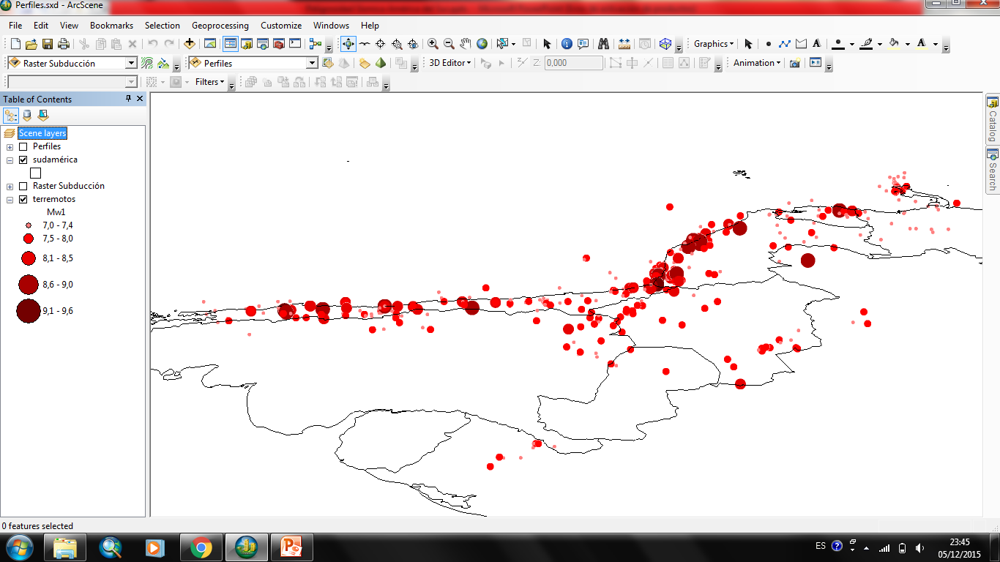 Perfiles.sxd - ArcScene
File Edit View Bookmarks Selection Geoprocessing Customize Windows Help
Graphics
Raster Subducción Perfiles 3D Editor Z: 0,000 Animation
Filters
Table of Contents
Scene layers
Perfiles
sudamérica
Raster Subducción
terremotos
Mw1
7,0 - 7,4
7,5 - 8,0
8,1 - 8,5
8,6 - 9,0
9,1 - 9,6
Catalog
Search
0 features selected
ES
23:45
05/12/2015